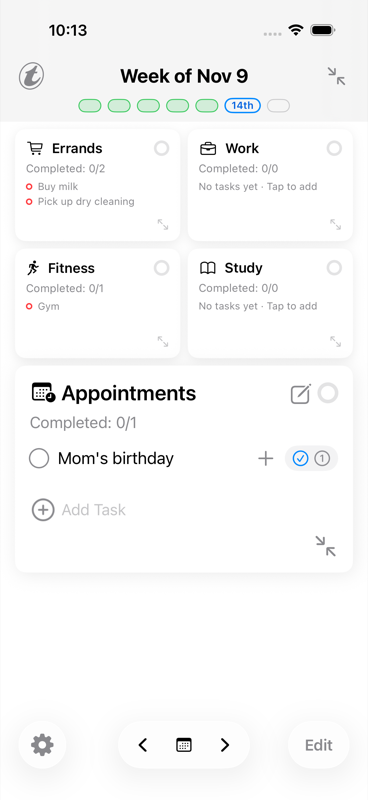 10:13
t
Week of Nov 9
14th
Errands
Completed: 0/2
Buy milk
Pick up dry cleaning
Work
Completed: 0/0
No tasks yet · Tap to add
Fitness
Completed: 0/1
Gym
Study
Completed: 0/0
No tasks yet · Tap to add
Appointments
Completed: 0/1
Mom's birthday
1
Add Task
Edit